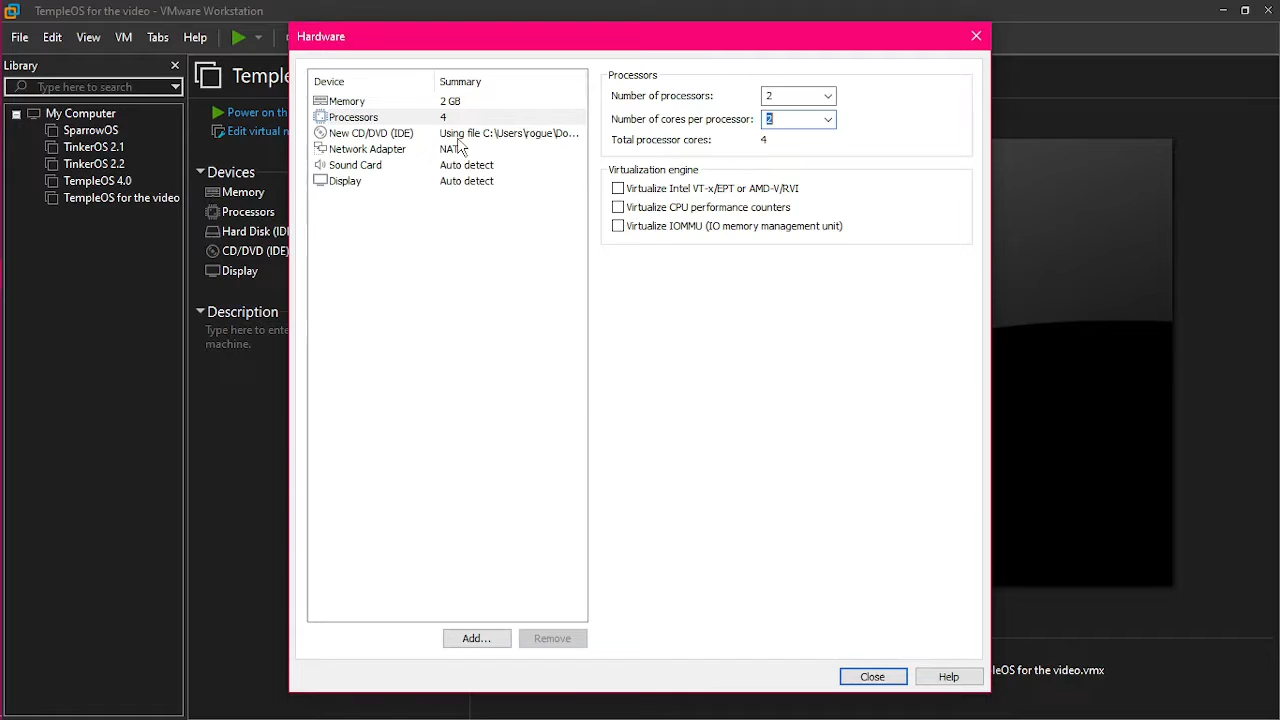 TempleOS for the video - VMware Workstation
File Edit View VM Tabs Help
Library
Type here to search
My Computer
SparrowOS
TinkerOS 2.1
TinkerOS 2.2
TempleOS 4.0
TempleOS for the video
Temple
Power on the
Edit virtual n
Devices
Memory
Processors
Hard Disk (IDE
CD/DVD (IDE)
Display
Description
Type here to ente
machine.
Hardware
Device Summary
Memory 2 GB
Processors 4
New CD/DVD (IDE) Using file C:\Users\rogue\Do...
Network Adapter NAT
Sound Card Auto detect
Display Auto detect
Add... Remove
Processors
Number of processors: 2
Number of cores per processor: 2
Total processor cores: 4
Virtualization engine
Virtualize Intel VT-x/EPT or AMD-V/RVI
Virtualize CPU performance counters
Virtualize IOMMU (IO memory management unit)
Close Help
leOS for the video.vmx